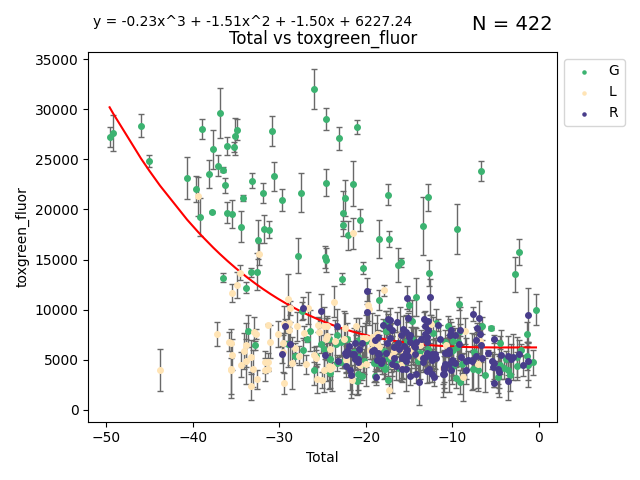 y = -0.23x^3 + -1.51x^2 + -1.50x + 6227.24
N = 422
Total vs toxgreen_fluor
35000
30000
25000
20000
15000
10000
5000
0
toxgreen_fluor
−50
−40
−30
−20
−10
0
Total
G
L
R